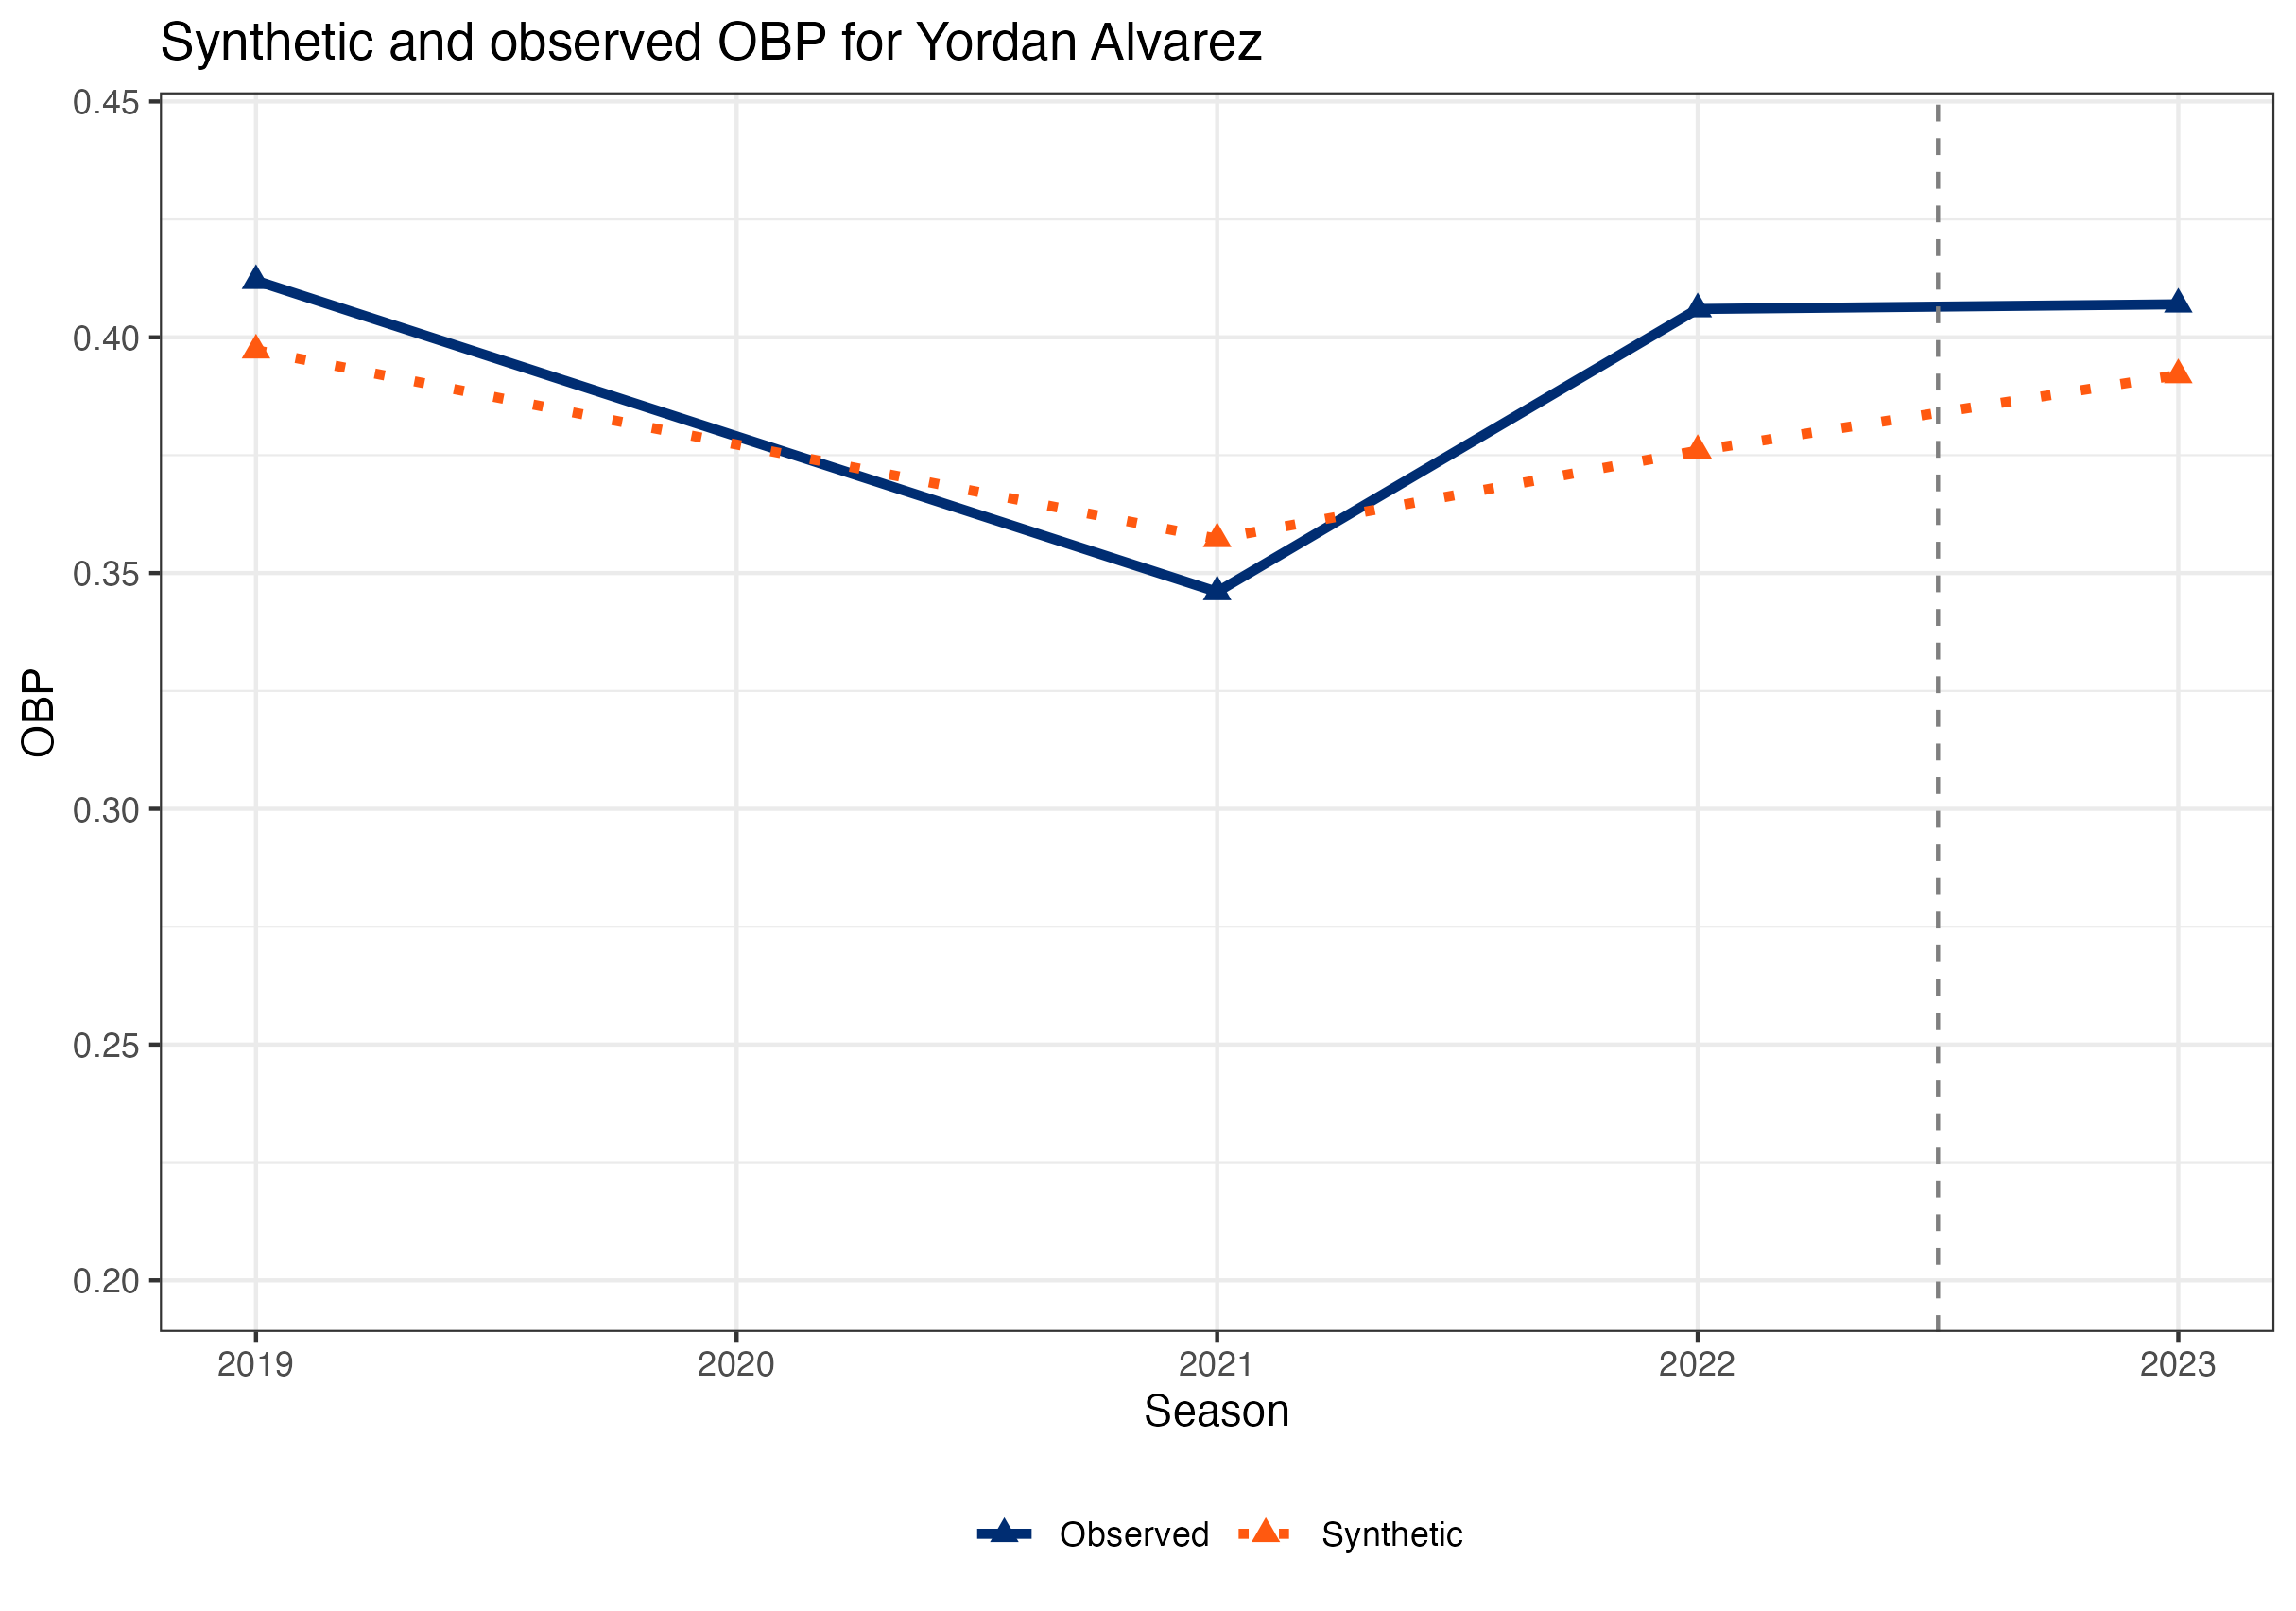 Synthetic and observed OBP for Yordan Alvarez
0.45
0.40
0.35
0.30
0.25
0.20
OBP
2019 2020 2021 2022 2023
Season
Observed Synthetic